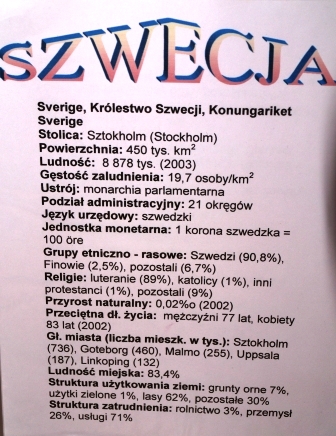 SZWECJA
Sverige, Królestwo Szwecji, Konungariket
Sverige
Stolica: Sztokholm (Stockholm)
Powierzchnia: 450 tys. km²
Ludność: 8 878 tys. (2003)
Gęstość zaludnienia: 19,7 osoby/km²
Ustrój: monarchia parlamentarna
Podział administracyjny: 21 okręgów
Język urzędowy: szwedzki
Jednostka monetarna: 1 korona szwedzka =
100 öre
Grupy etniczno - rasowe: Szwedzi (90,8%),
Finowie (2,5%), pozostali (6,7%)
Religie: luteranie (89%), katolicy (1%), inni
protestanci (1%), pozostali (9%)
Przyrost naturalny: 0,02%o (2002)
Przeciętna dł. życia: mężczyźni 77 lat, kobiety
83 lat (2002)
Gł. miasta (liczba mieszk. w tys.): Sztokholm
(736), Goteborg (460), Malmo (255), Uppsala
(187), Linkoping (132)
Ludność miejska: 83,4%
Struktura użytkowania ziemi: grunty orne 7%,
użytki zielone 1%, lasy 62%, pozostałe 30%
Struktura zatrudnienia: rolnictwo 3%, przemysł
26%, usługi 71%